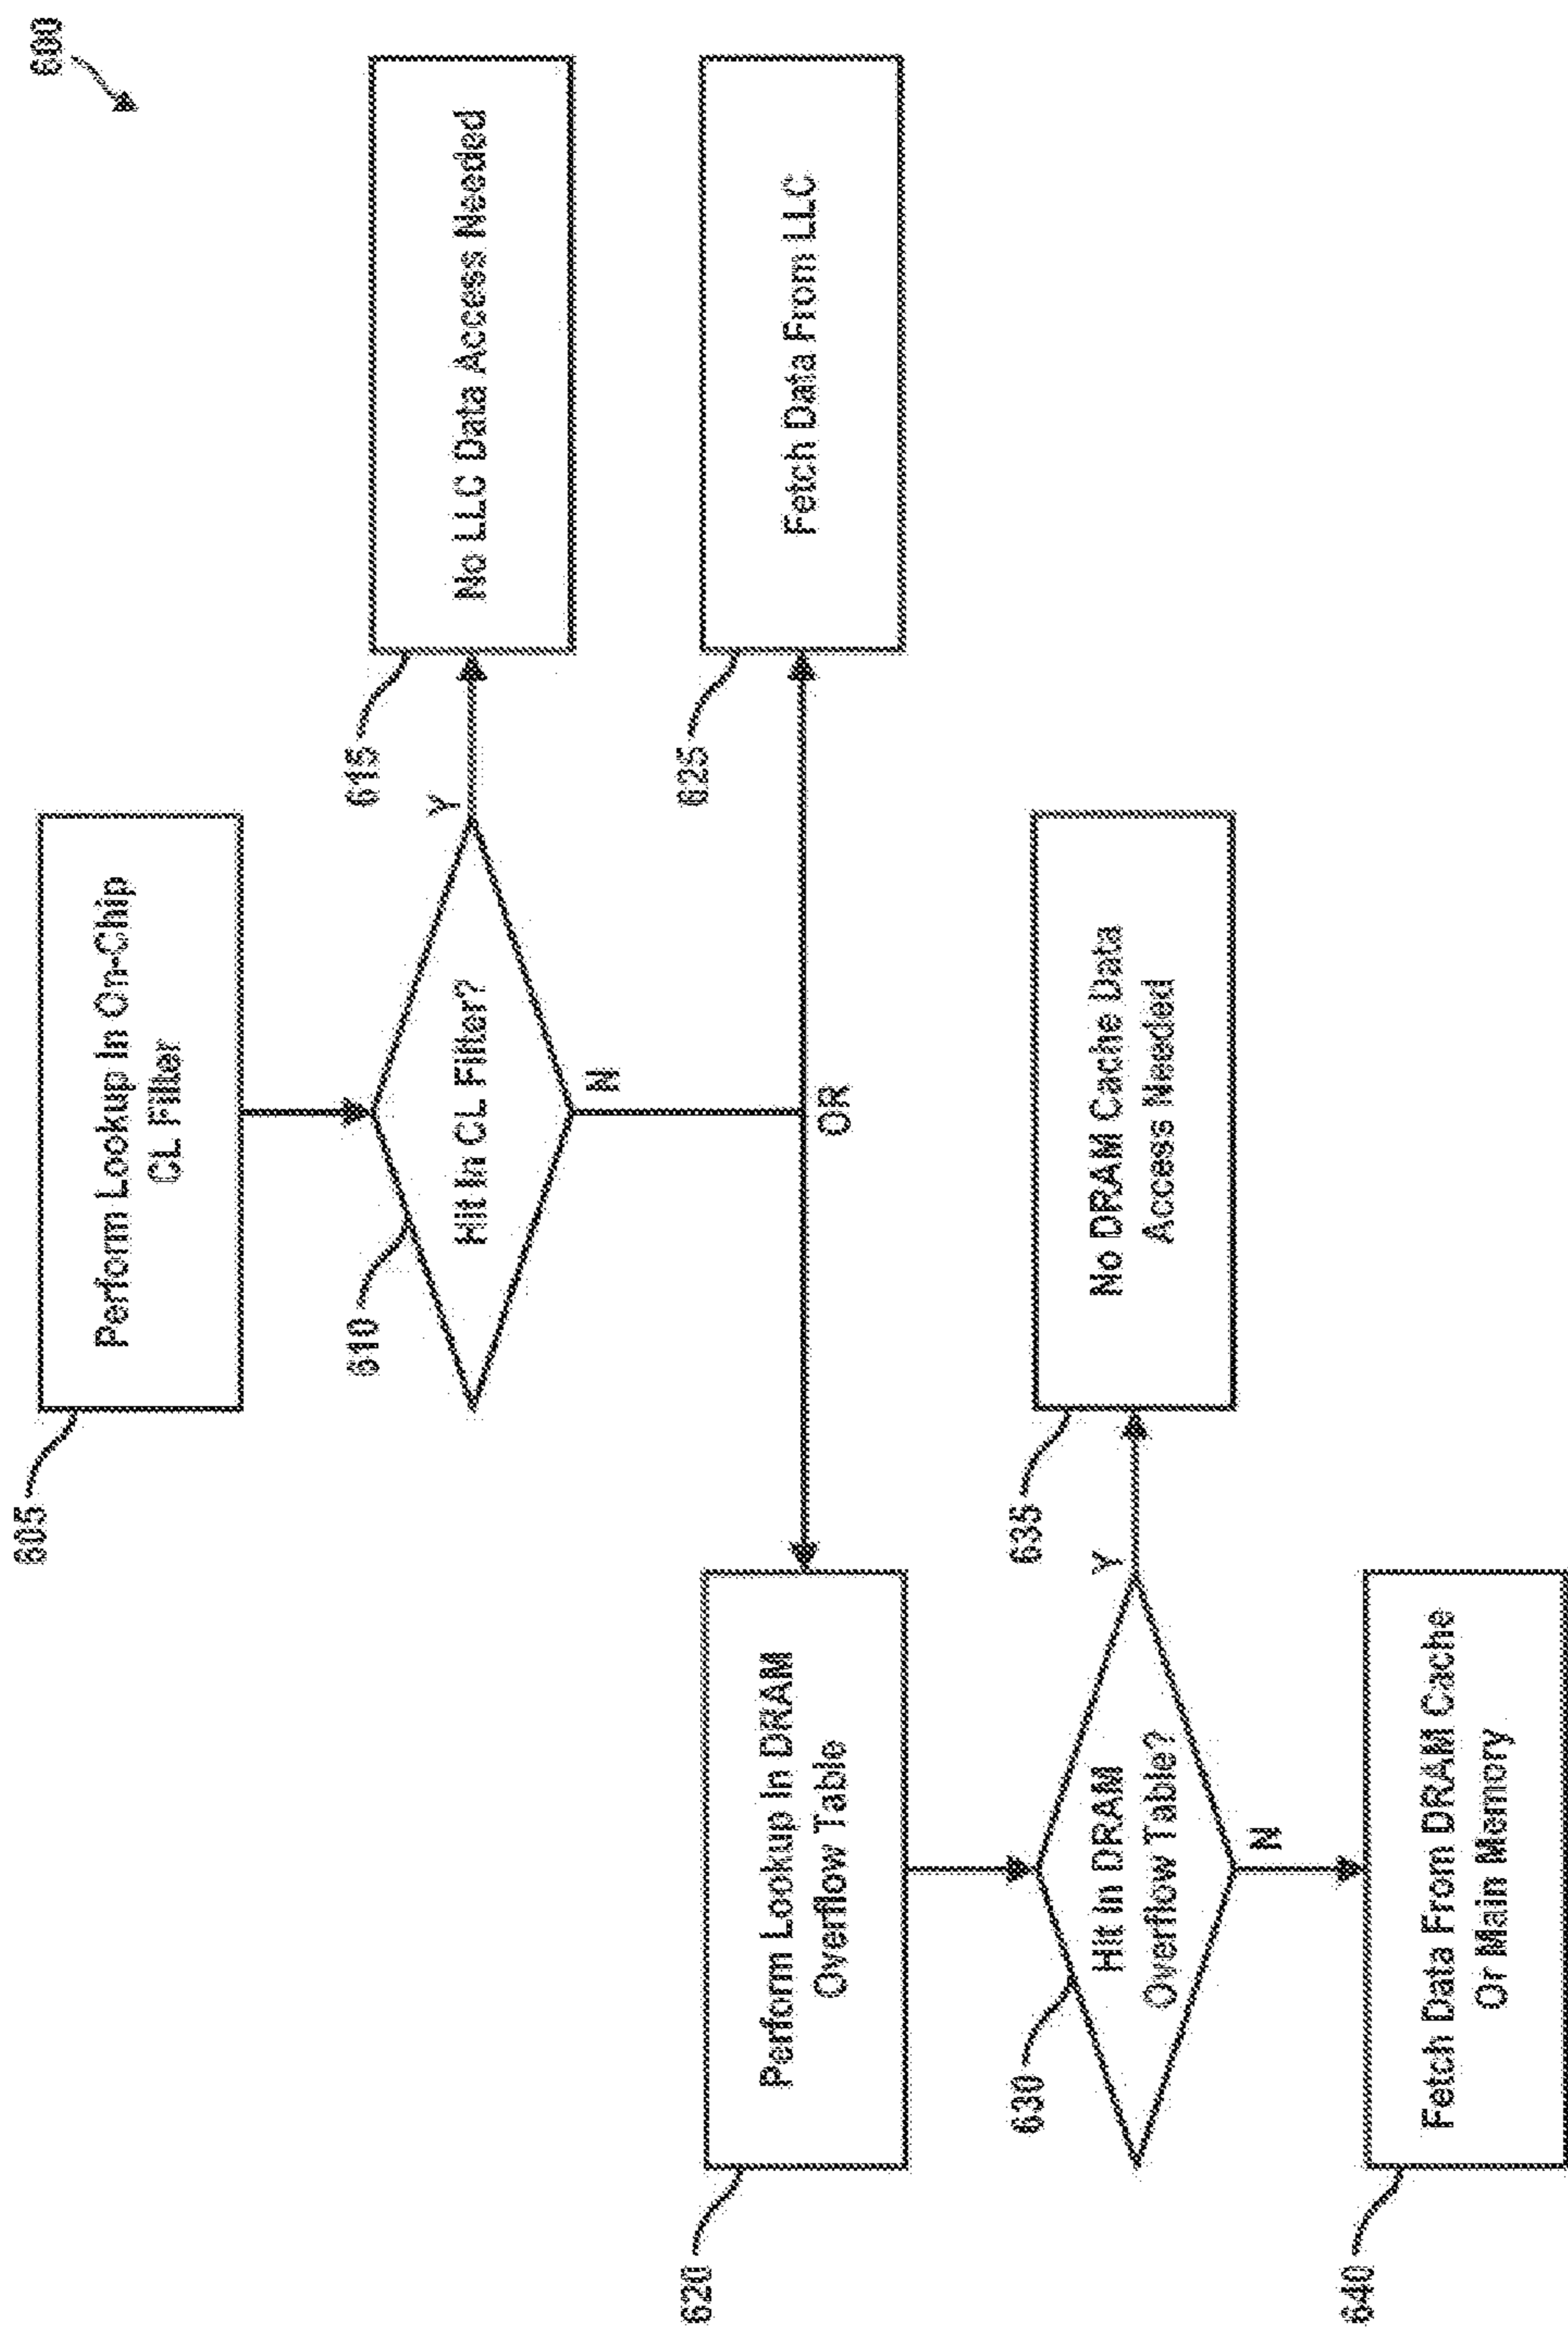 600
605
Perform Lookup In On-Chip
CL Filter
610
Hit In CL Filter?
Y
615
No LLC Data Access Needed
N
OR
620
Perform Lookup In DRAM
Overflow Table
625
Fetch Data From LLC
630
Hit In DRAM
Overflow Table?
Y
635
No DRAM Cache Data
Access Needed
N
640
Fetch Data From DRAM Cache
Or Main Memory